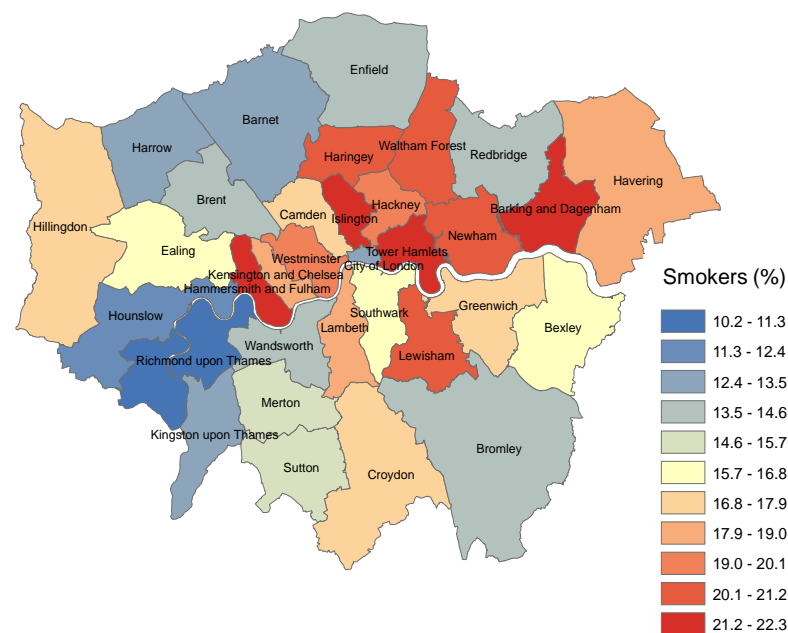 Enfield
Barnet
Harrow
Haringey
Waltham Forest
Redbridge
Havering
Brent
Camden
Islington
Hackney
Barking and Dagenham
Hillingdon
Ealing
Newham
Westminster
Tower Hamlets
City of London
Kensington and Chelsea
Hammersmith and Fulham
Hounslow
Southwark
Greenwich
Lambeth
Bexley
Wandsworth
Lewisham
Richmond upon Thames
Merton
Kingston upon Thames
Sutton
Croydon
Bromley
Smokers (%)
10.2 - 11.3
11.3 - 12.4
12.4 - 13.5
13.5 - 14.6
14.6 - 15.7
15.7 - 16.8
16.8 - 17.9
17.9 - 19.0
19.0 - 20.1
20.1 - 21.2
21.2 - 22.3